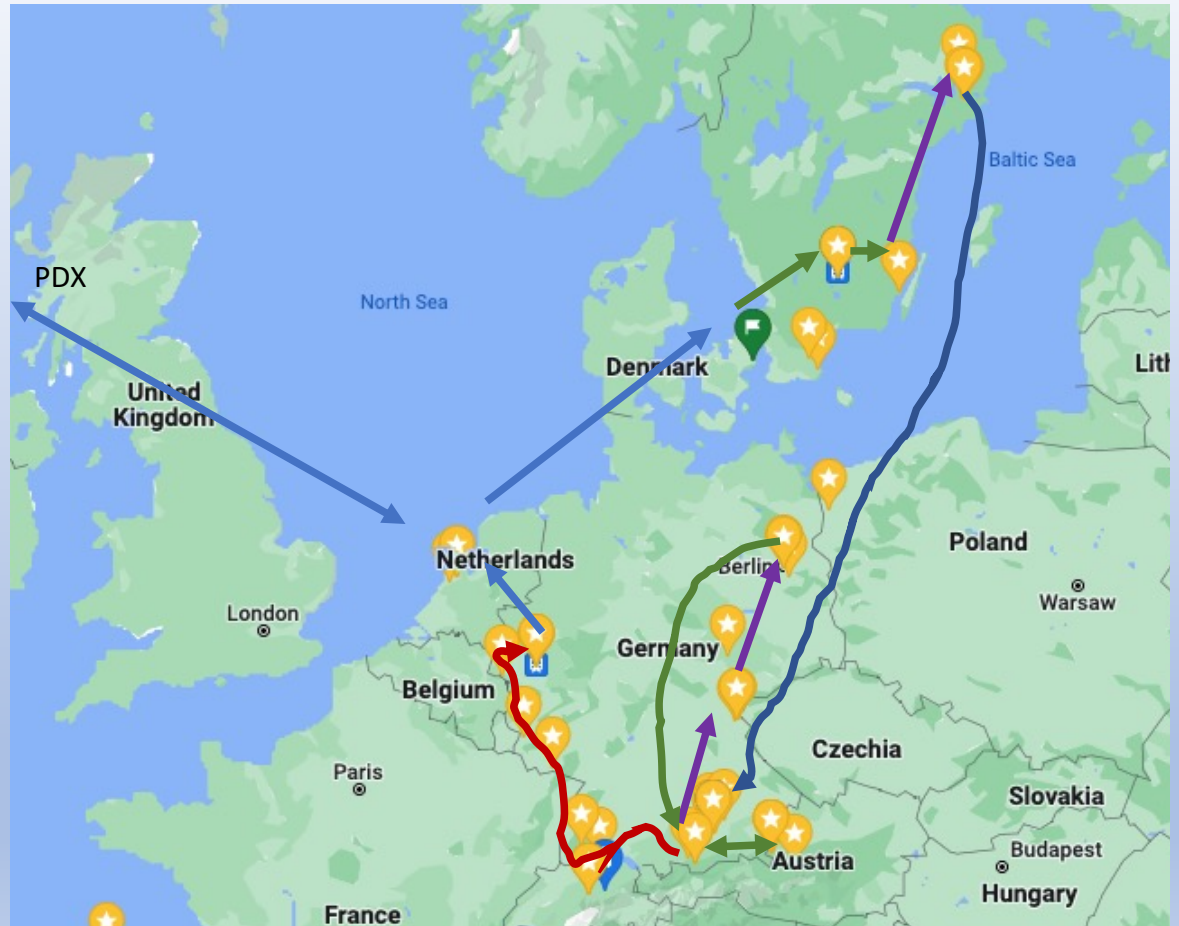 Baltic Sea
PDX
North Sea
Denmark
Lith
United
Kingdom
Netherlands
Poland
Berlin
London
Warsaw
Germany
Belgium
Czechia
Paris
Slovakia
Budapest
Austria
Hungary
France